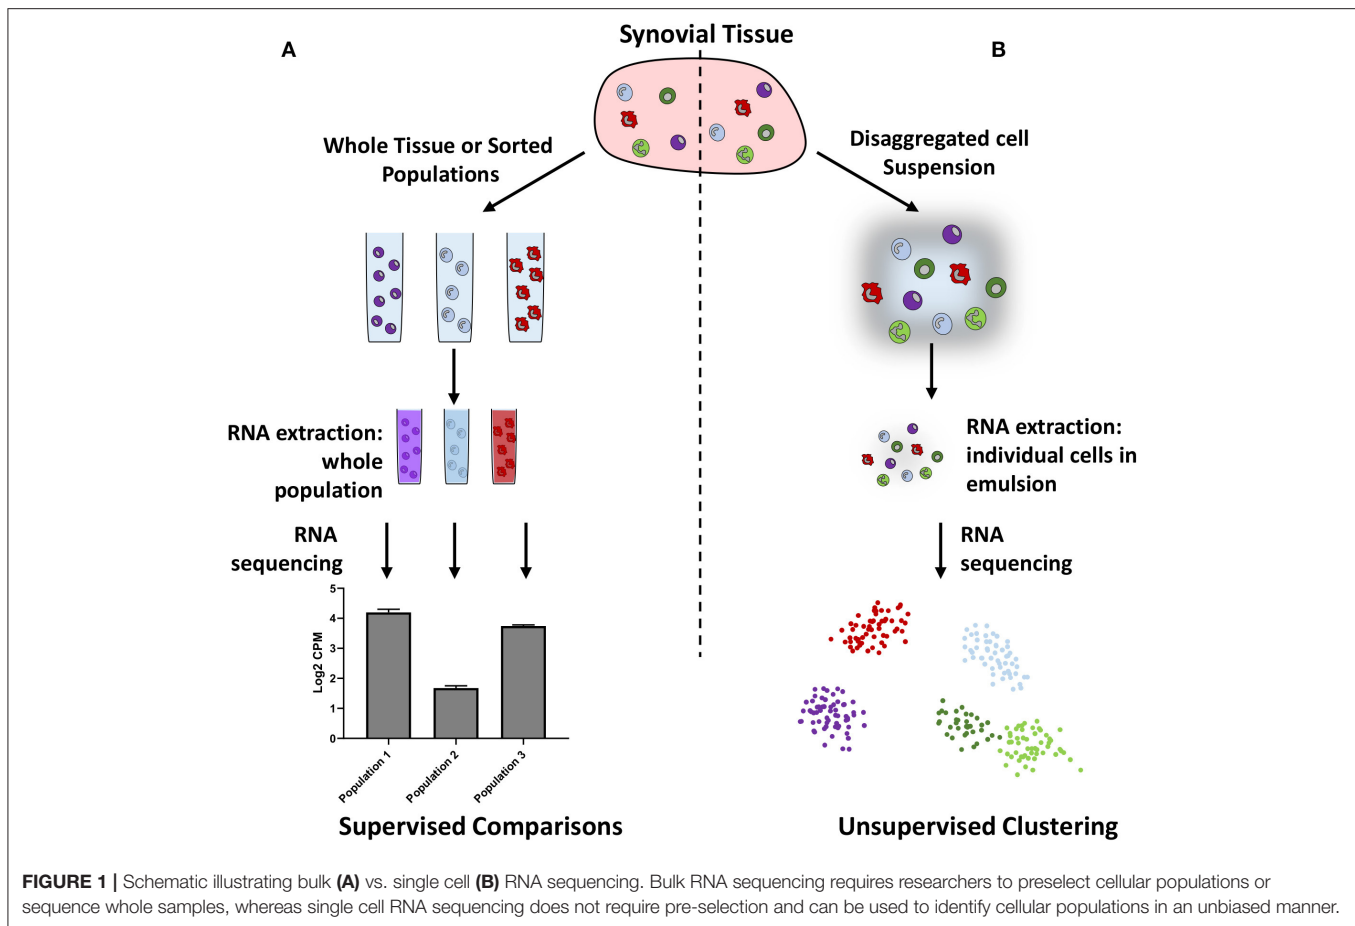 Synovial Tissue
A
B
Whole Tissue or Sorted
Populations
Disaggregated cell
Suspension
RNA extraction:
whole
population
RNA extraction:
individual cells in
emulsion
RNA
sequencing
RNA
sequencing
5
4
3
2
1
0
Log2 CPM
Population 1
Population 2
Population 3
Supervised Comparisons
Unsupervised Clustering
FIGURE 1 | Schematic illustrating bulk (A) vs. single cell (B) RNA sequencing. Bulk RNA sequencing requires researchers to preselect cellular populations or
sequence whole samples, whereas single cell RNA sequencing does not require pre-selection and can be used to identify cellular populations in an unbiased manner.